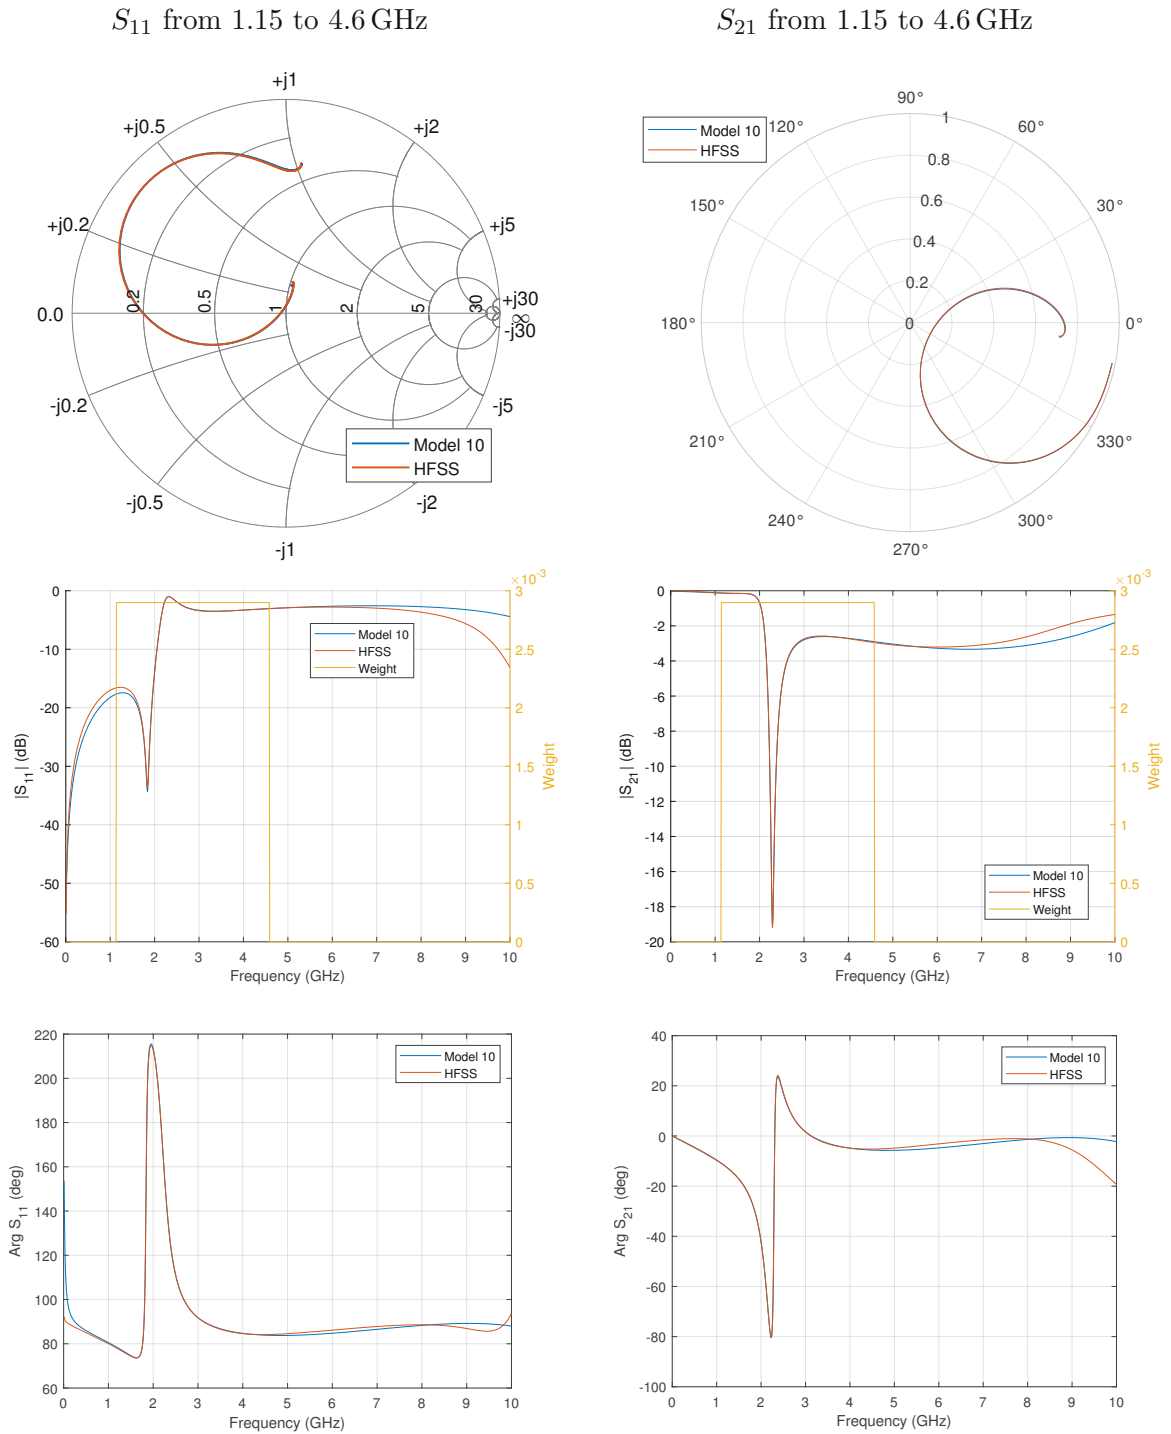 S11 from 1.15 to 4.6 GHz
S21 from 1.15 to 4.6 GHz
+j1
+j0.5
+j2
+j0.2
+j5
0.0
0.2
0.5
1
2
5
30
+j30
∞
-j30
-j0.2
-j5
-j0.5
-j2
-j1
Model 10
HFSS
90°
120°
60°
150°
30°
180°
0°
210°
330°
240°
300°
270°
1
0.8
0.6
0.4
0.2
0
Model 10
HFSS
×10-3
0
-10
-20
-30
-40
-50
-60
|S11| (dB)
3
2.5
2
1.5
1
0.5
0
Weight
Model 10
HFSS
Weight
0 1 2 3 4 5 6 7 8 9 10
Frequency (GHz)
×10-3
0
-2
-4
-6
-8
-10
-12
-14
-16
-18
-20
|S21| (dB)
3
2.5
2
1.5
1
0.5
0
Weight
Model 10
HFSS
Weight
0 1 2 3 4 5 6 7 8 9 10
Frequency (GHz)
220
200
180
160
140
120
100
80
60
Arg S11 (deg)
Model 10
HFSS
0 1 2 3 4 5 6 7 8 9 10
Frequency (GHz)
40
20
0
-20
-40
-60
-80
-100
Arg S21 (deg)
Model 10
HFSS
0 1 2 3 4 5 6 7 8 9 10
Frequency (GHz)